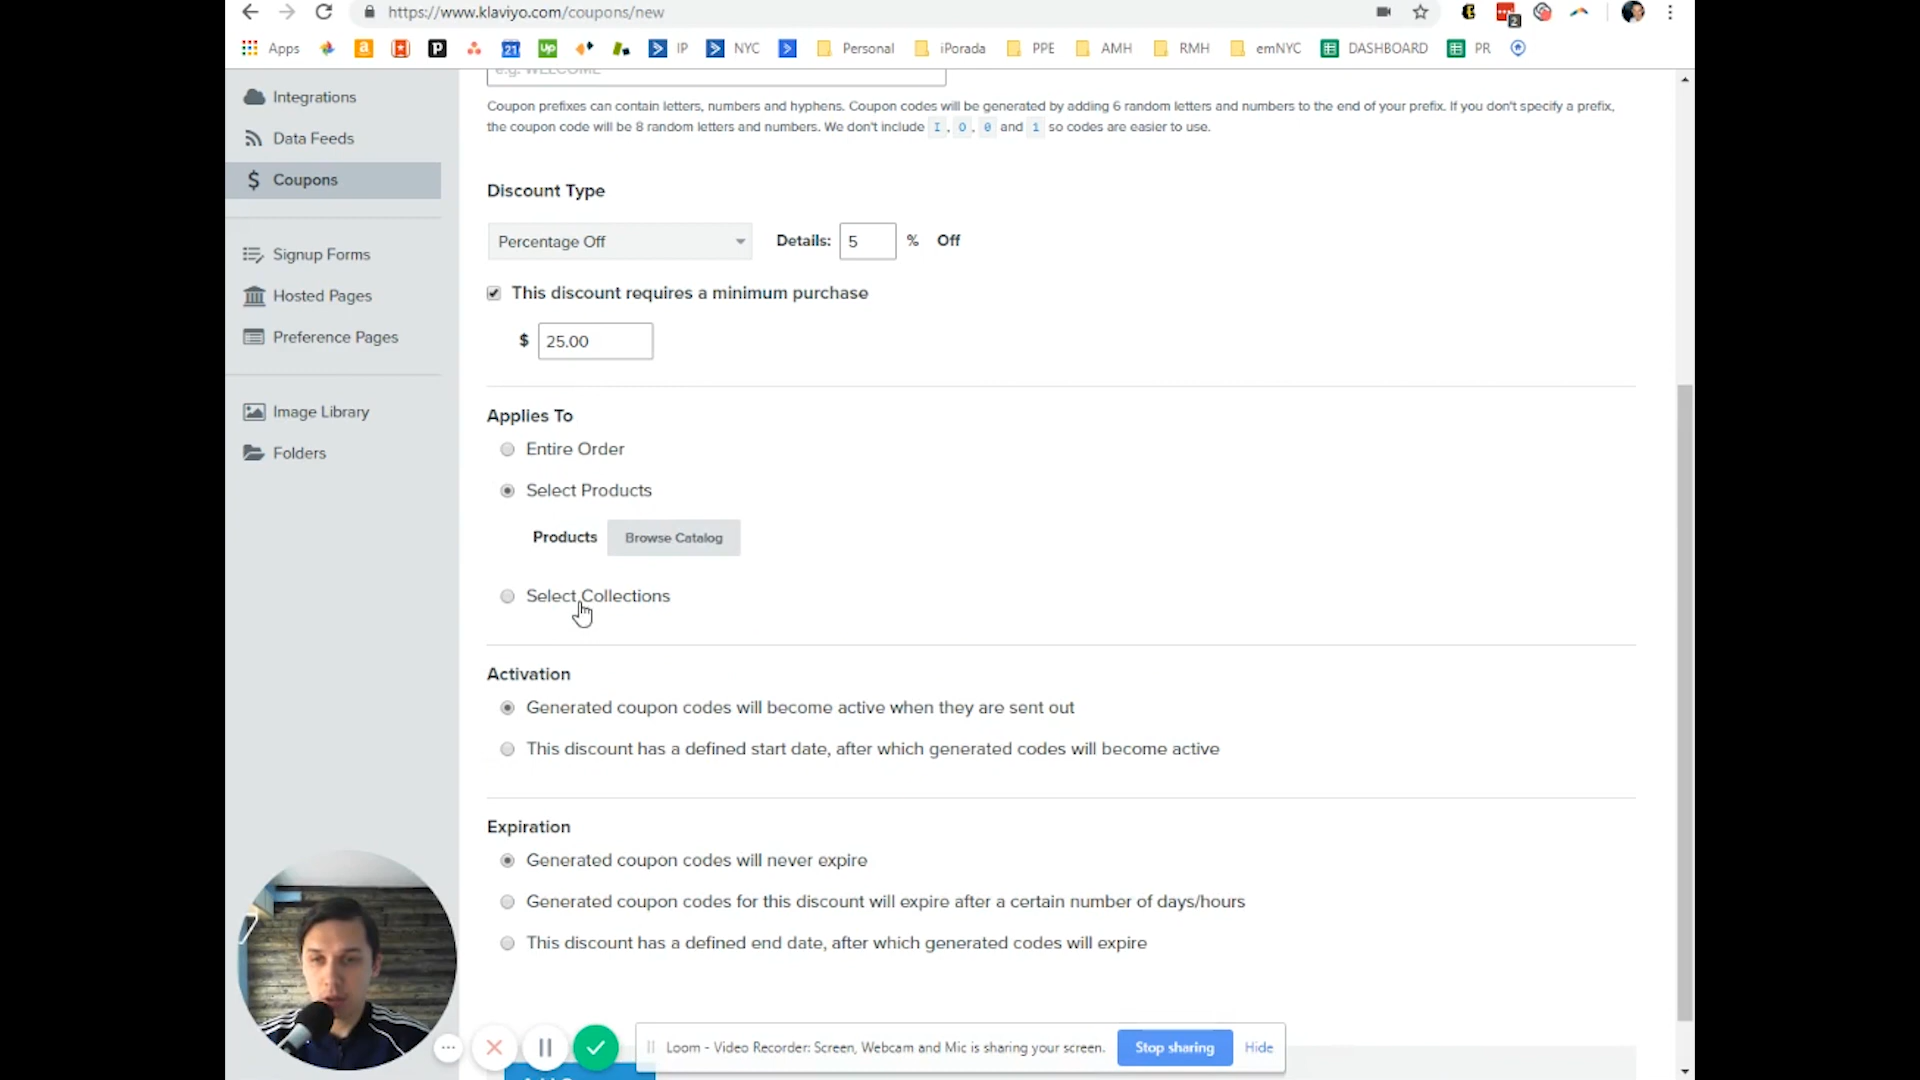 https://www.klaviyo.com/coupons/new
2
Apps
21
up
IP
NYC
Personal
iPorada
PPE
AMH
RMH
emNYC
DASHBOARD
PR
Integrations
Data Feeds
$ Coupons
Signup Forms
Hosted Pages
Preference Pages
Image Library
Folders
e.g. WELCOME
Coupon prefixes can contain letters, numbers and hyphens. Coupon codes will be generated by adding 6 random letters and numbers to the end of your prefix. If you don't specify a prefix,
the coupon code will be 8 random letters and numbers. We don't include I , O , 0 and 1 so codes are easier to use.
Discount Type
Percentage Off Details: 5 % Off
This discount requires a minimum purchase
$ 25.00
Applies To
Entire Order
Select Products
Products Browse Catalog
Select Collections
Activation
Generated coupon codes will become active when they are sent out
This discount has a defined start date, after which generated codes will become active
Expiration
Generated coupon codes will never expire
Generated coupon codes for this discount will expire after a certain number of days/hours
This discount has a defined end date, after which generated codes will expire
Loom - Video Recorder: Screen, Webcam and Mic is sharing your screen. Stop sharing Hide